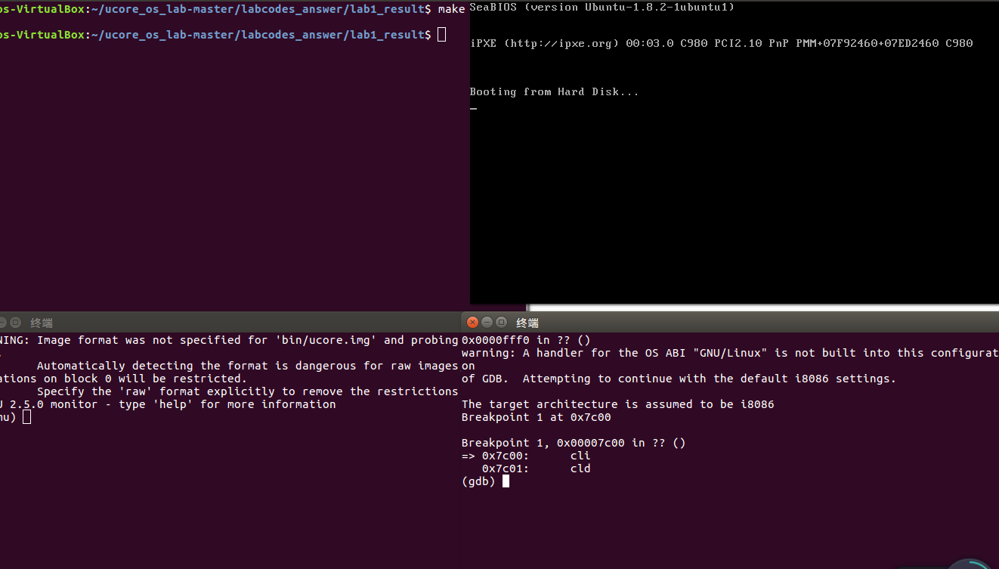 os-VirtualBox:~/ucore_os_lab-master/labcodes_answer/lab1_result$ make
os-VirtualBox:~/ucore_os_lab-master/labcodes_answer/lab1_result$
SeaBIOS (version Ubuntu-1.8.2-1ubuntu1)
iPXE (http://ipxe.org) 00:03.0 C980 PCI2.10 PnP PMM+07F92460+07ED2460 C980
Booting from Hard Disk...
终端
NING: Image format was not specified for 'bin/ucore.img' and probing
.
Automatically detecting the format is dangerous for raw images
ations on block 0 will be restricted.
Specify the 'raw' format explicitly to remove the restrictions
U 2.5.0 monitor - type 'help' for more information
mu)
终端
0x0000fff0 in ?? ()
warning: A handler for the OS ABI "GNU/Linux" is not built into this configurat
on
of GDB.  Attempting to continue with the default i8086 settings.
The target architecture is assumed to be i8086
Breakpoint 1 at 0x7c00
Breakpoint 1, 0x00007c00 in ?? ()
=> 0x7c00:      cli
0x7c01:      cld
(gdb)